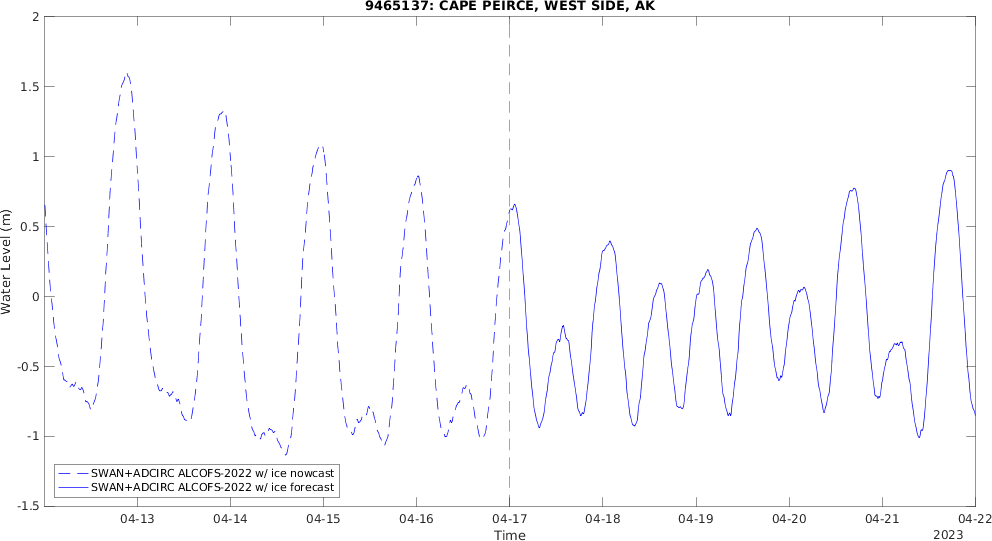 9465137: CAPE PEIRCE, WEST SIDE, AK
Water Level (m)
2
1.5
1
0.5
0
-0.5
-1
-1.5
SWAN+ADCIRC ALCOFS-2022 w/ ice nowcast
SWAN+ADCIRC ALCOFS-2022 w/ ice forecast
04-13 04-14 04-15 04-16 04-17 04-18 04-19 04-20 04-21 04-22
Time
2023